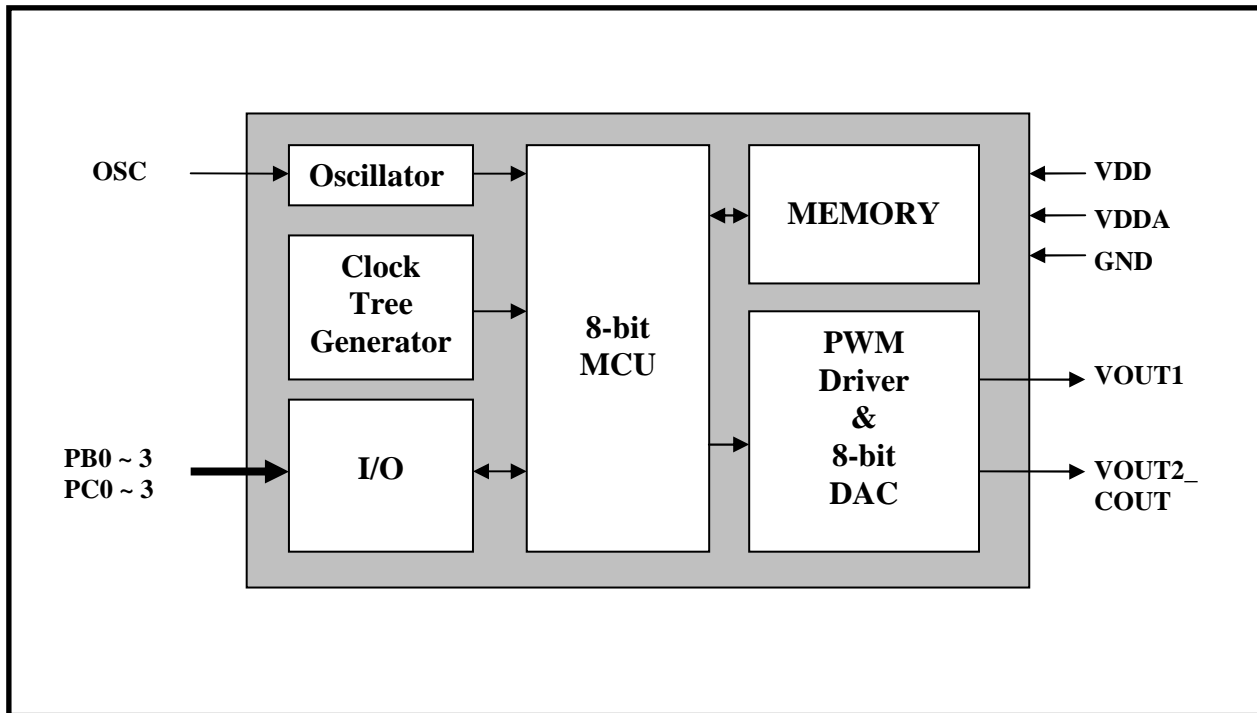 OSC
Oscillator
Clock
Tree
Generator
PB0 ~ 3
PC0 ~ 3
I/O
8-bit
MCU
MEMORY
PWM
Driver
&
8-bit
DAC
VDD
VDDA
GND
VOUT1
VOUT2_
COUT